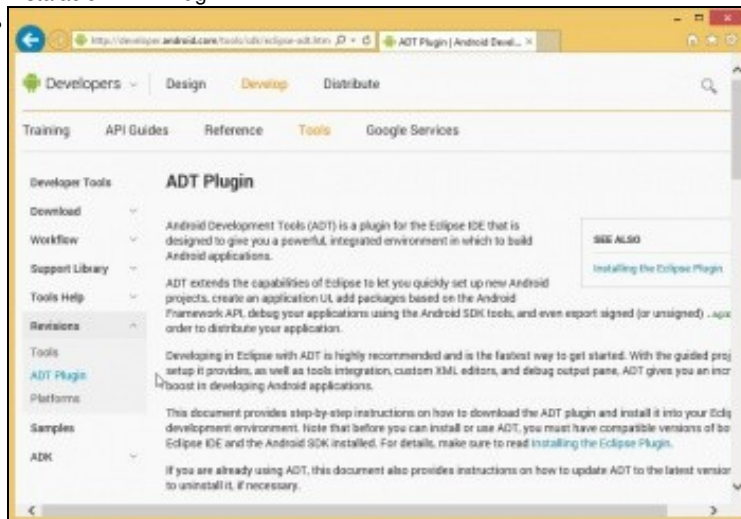 http://developer.android.com/tools/sdk/eclipse-adt.htm
ADT Plugin | Android Devel...
Developers
Design
Develop
Distribute
Training
API Guides
Reference
Tools
Google Services
Developer Tools
Download
Workflow
Support Library
Tools Help
Revisions
Tools
ADT Plugin
Platforms
Samples
ADK
ADT Plugin
Android Development Tools (ADT) is a plugin for the Eclipse IDE that is
designed to give you a powerful, integrated environment in which to build
Android applications.
SEE ALSO
Installing the Eclipse Plugin
ADT extends the capabilities of Eclipse to let you quickly set up new Android
projects, create an application UI, add packages based on the Android
Framework API, debug your applications using the Android SDK tools, and even export signed (or unsigned) .apk
order to distribute your application.
Developing in Eclipse with ADT is highly recommended and is the fastest way to get started. With the guided proj
setup it provides, as well as tools integration, custom XML editors, and debug output pane, ADT gives you an incr
boost in developing Android applications.
This document provides step-by-step instructions on how to download the ADT plugin and install it into your Eclip
development environment. Note that before you can install or use ADT, you must have compatible versions of bo
Eclipse IDE and the Android SDK installed. For details, make sure to read Installing the Eclipse Plugin.
If you are already using ADT, this document also provides instructions on how to update ADT to the latest version
to uninstall it, if necessary.